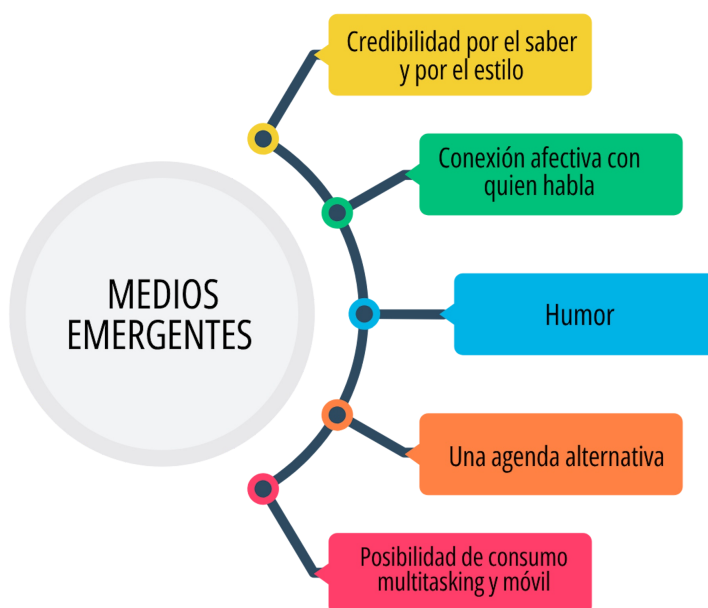 Credibilidad por el saber
y por el estilo
Conexión afectiva con
quien habla
MEDIOS
EMERGENTES
Humor
Una agenda alternativa
Posibilidad de consumo
multitasking y móvil